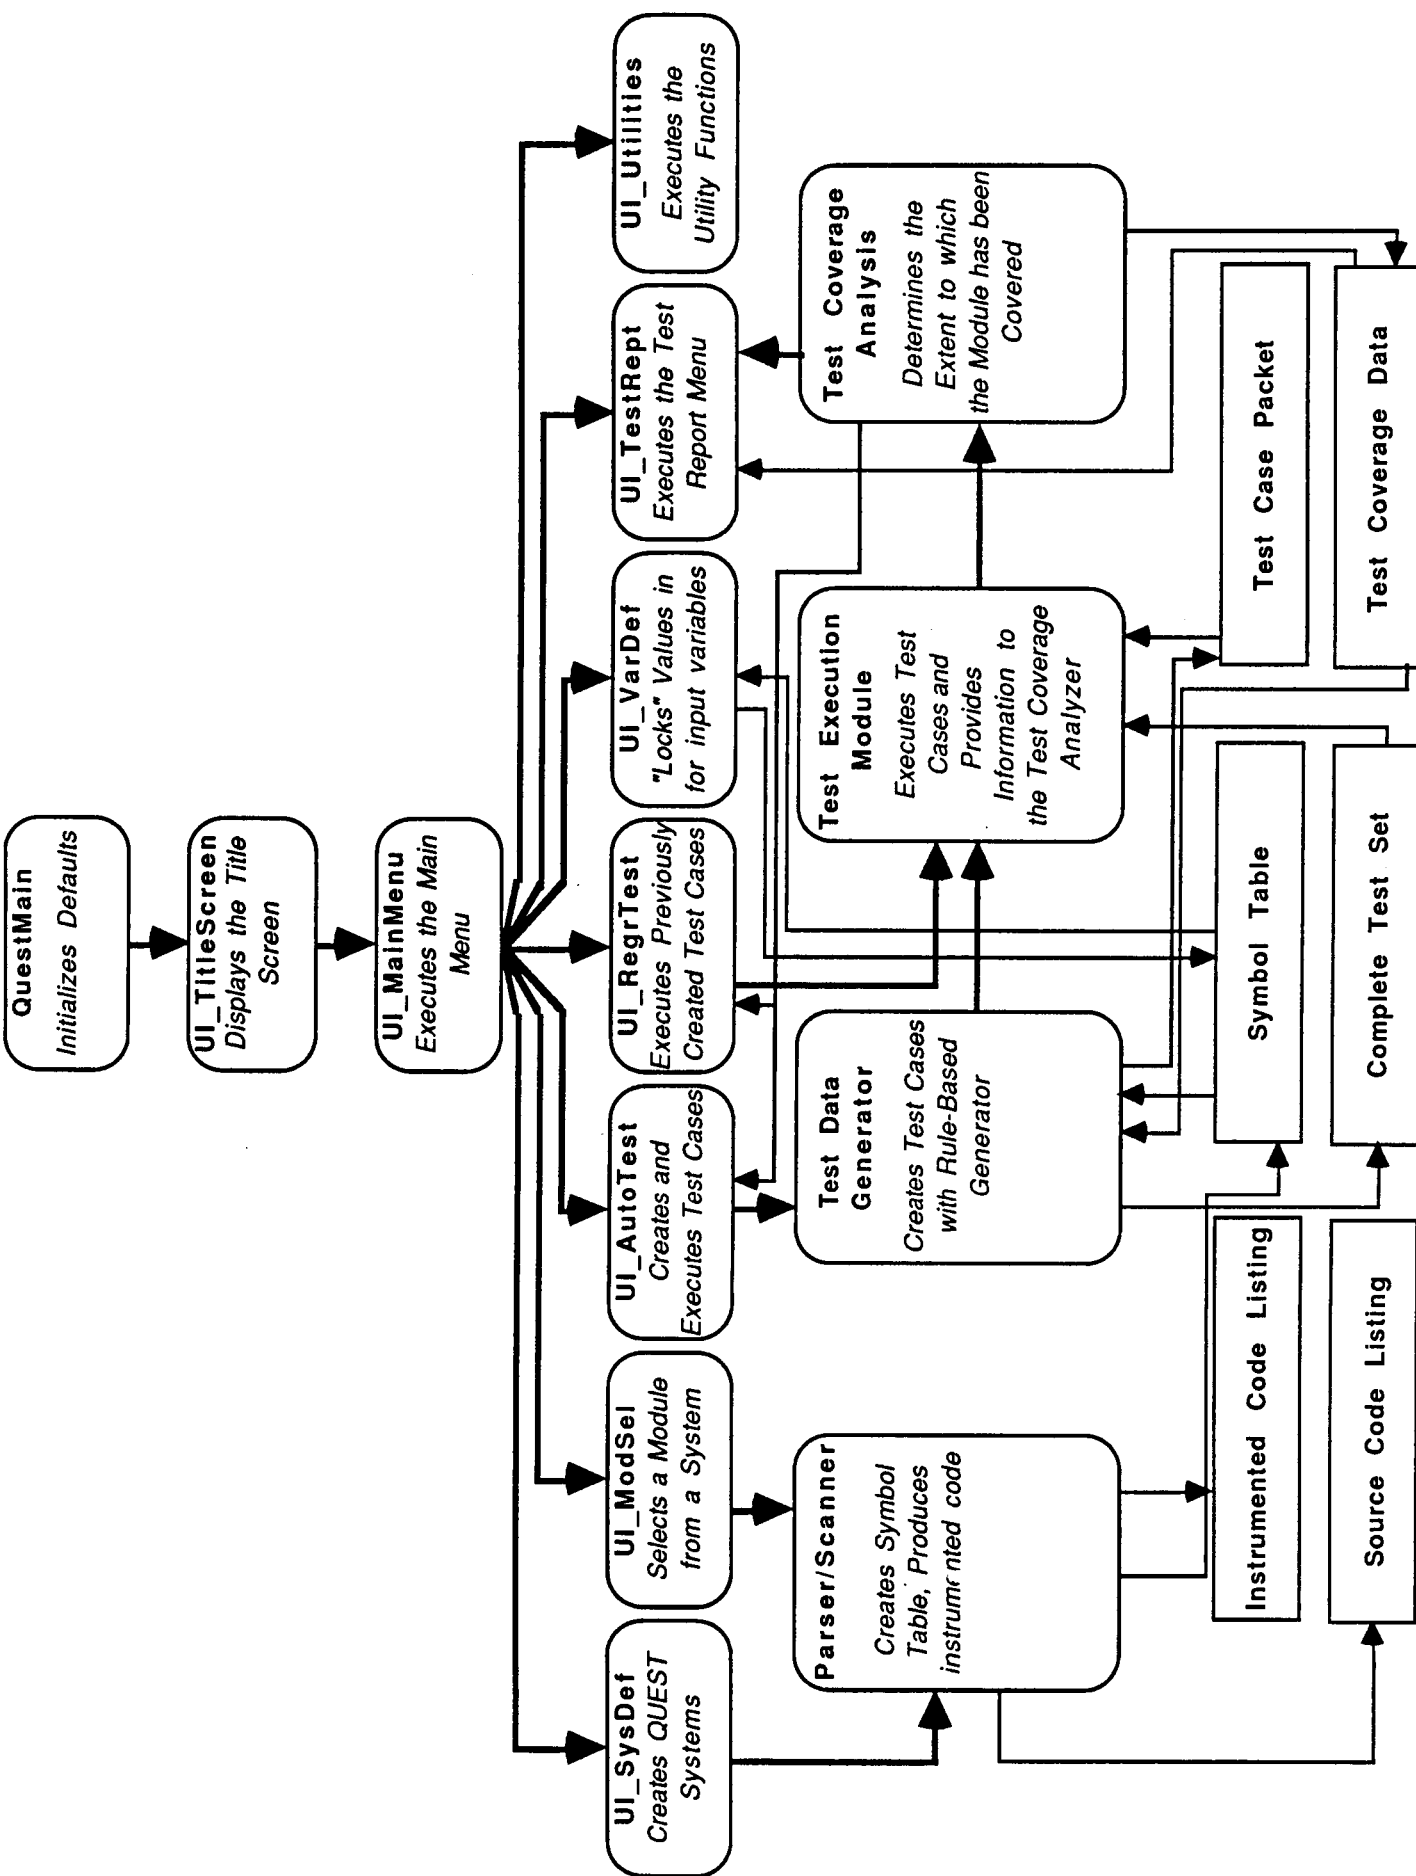 QuestMain
Initializes Defaults
UI_TitleScreen
Displays the Title
Screen
UI_MainMenu
Executes the Main
Menu
UI_SysDef
Creates QUEST
Systems
UI_ModSel
Selects a Module
from a System
UI_AutoTest
Creates and
Executes Test Cases
UI_RegrTest
Executes Previously
Created Test Cases
UI_VarDef
"Locks" Values in
for input variables
UI_TestRept
Executes the Test
Report Menu
UI_Utilities
Executes the
Utility Functions
Parser/Scanner
Creates Symbol
Table, Produces
instrumented code
Test Data
Generator
Creates Test Cases
with Rule-Based
Generator
Test Execution
Module
Executes Test
Cases and
Provides
Information to
the Test Coverage
Analyzer
Test Coverage
Analysis
Determines the
Extent to which
the Module has been
Covered
Instrumented Code Listing
Symbol Table
Test Case Packet
Source Code Listing
Complete Test Set
Test Coverage Data